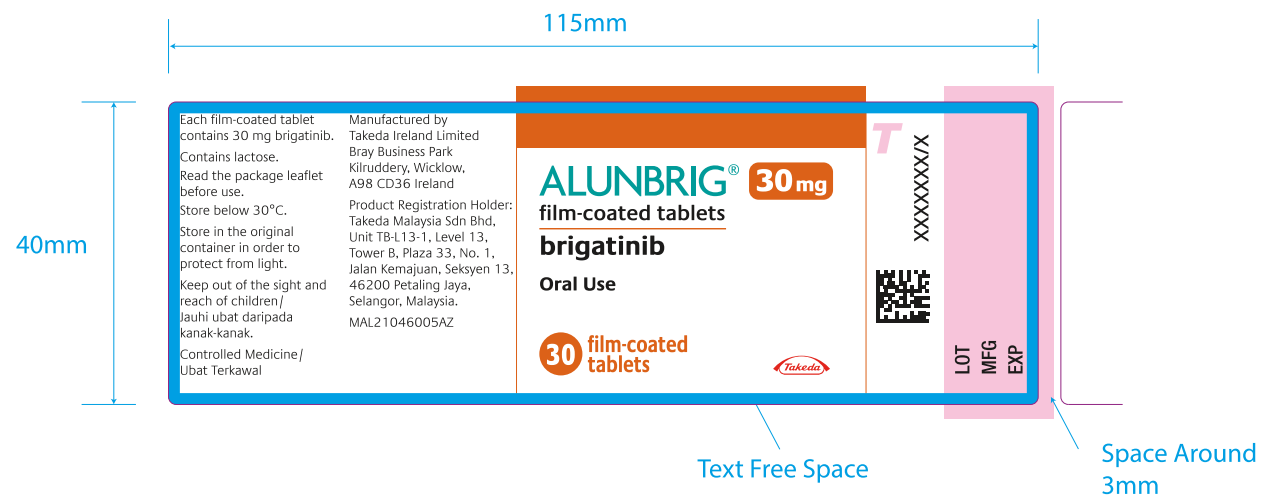 115mm
40mm
Each film-coated tablet
contains 30 mg brigatinib.
Contains lactose.
Read the package leaflet
before use.
Store below 30°C.
Store in the original
container in order to
protect from light.
Keep out of the sight and
reach of children/
Jauhi ubat daripada
kanak-kanak.
Controlled Medicine/
Ubat Terkawal
Manufactured by
Takeda Ireland Limited
Bray Business Park
Kilruddery, Wicklow,
A98 CD36 Ireland
Product Registration Holder:
Takeda Malaysia Sdn Bhd,
Unit TB-L13-1, Level 13,
Tower B, Plaza 33, No. 1,
Jalan Kemajuan, Seksyen 13,
46200 Petaling Jaya,
Selangor, Malaysia.
MAL21046005AZ
ALUNBRIG® 30 mg
film-coated tablets
brigatinib
Oral Use
30 film-coated
tablets
Takeda
T
XXXXXXX/X
LOT
MFG
EXP
Text Free Space
Space Around
3mm